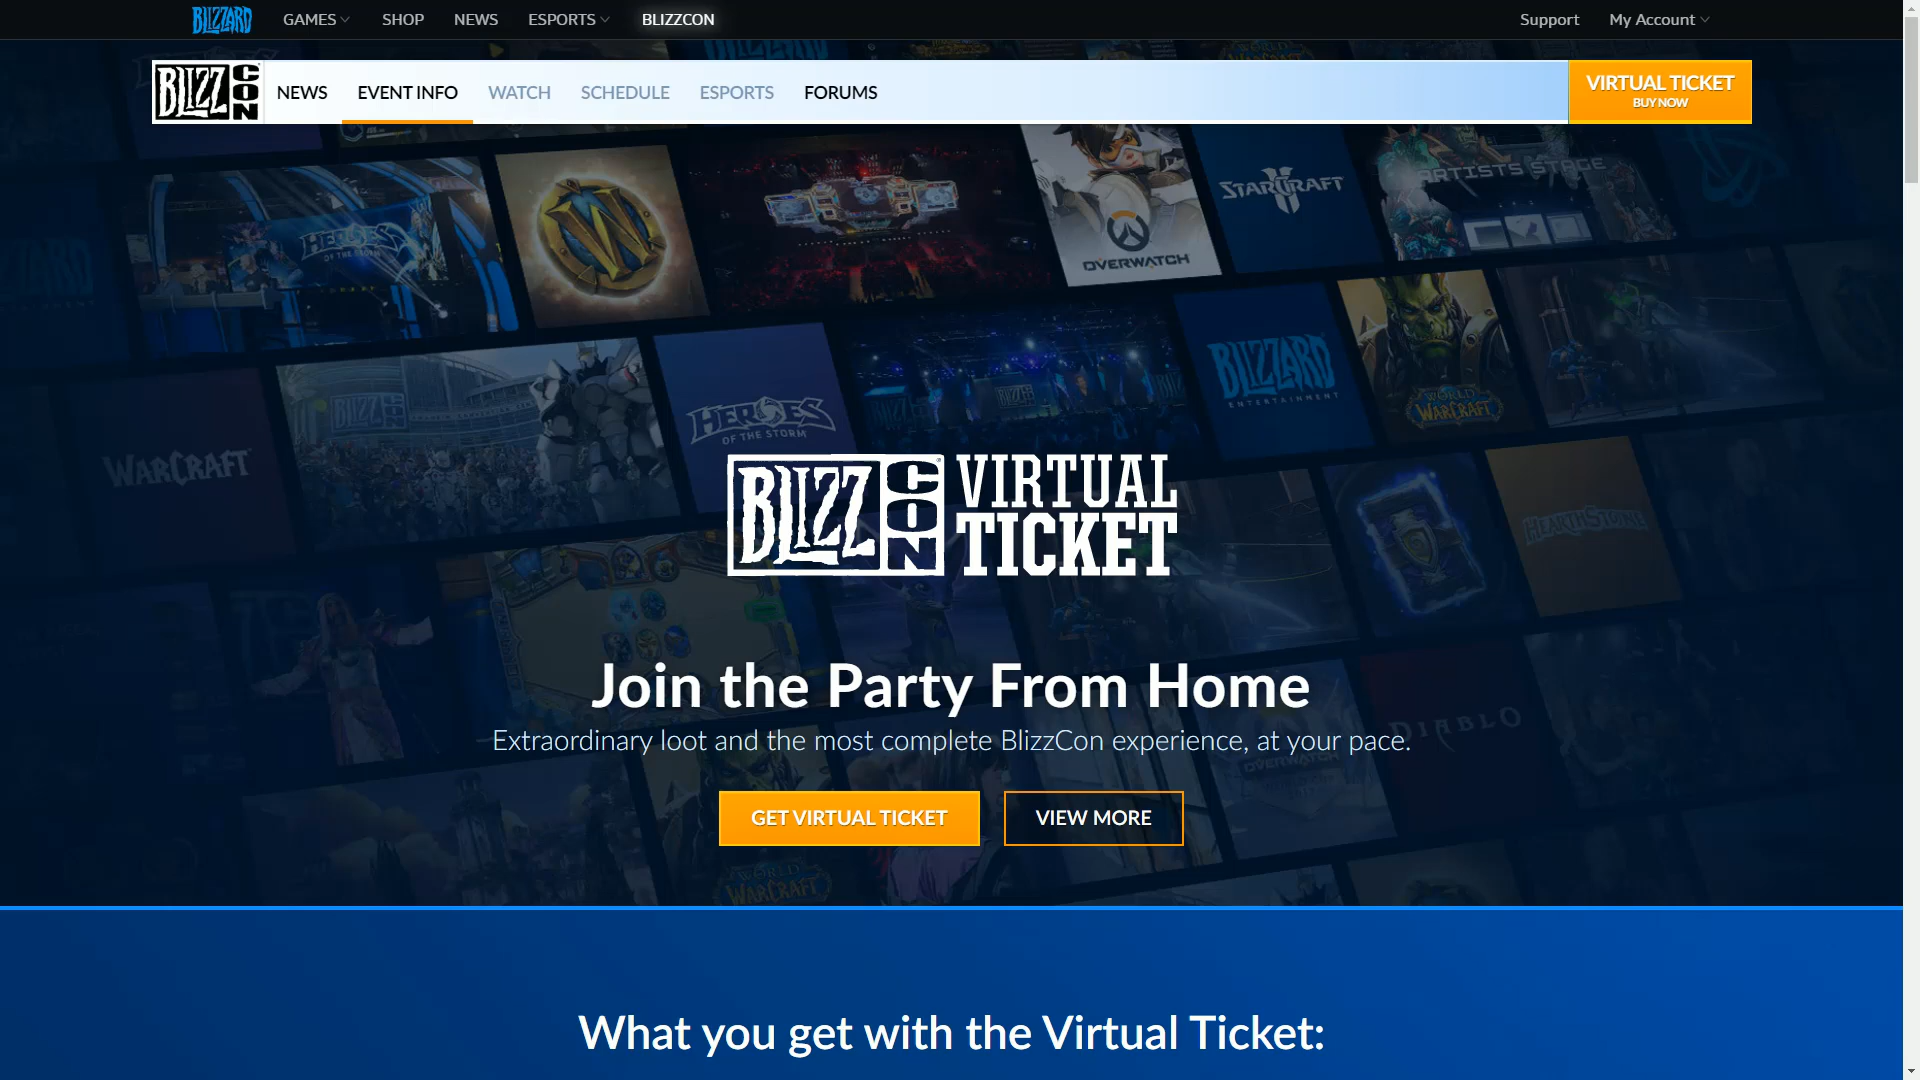 BLIZZARD GAMES SHOP NEWS ESPORTS BLIZZCON Support My Account
BLIZZCON NEWS EVENT INFO WATCH SCHEDULE ESPORTS FORUMS VIRTUAL TICKET
BUY NOW
HEROES
OF THE STORM
OVERWATCH
STARCRAFT
ARTISTS STAGE
WARCRAFT
BLIZZCON
HEROES
OF THE STORM
BLIZZARD
ENTERTAINMENT
WORLD
WARCRAFT
HEARTHSTONE
BLIZZCON VIRTUAL
TICKET
Join the Party From Home
DIABLO
Extraordinary loot and the most complete BlizzCon experience, at your pace.
OVERWATCH
GET VIRTUAL TICKET VIEW MORE
WORLD
WARCRAFT
What you get with the Virtual Ticket: